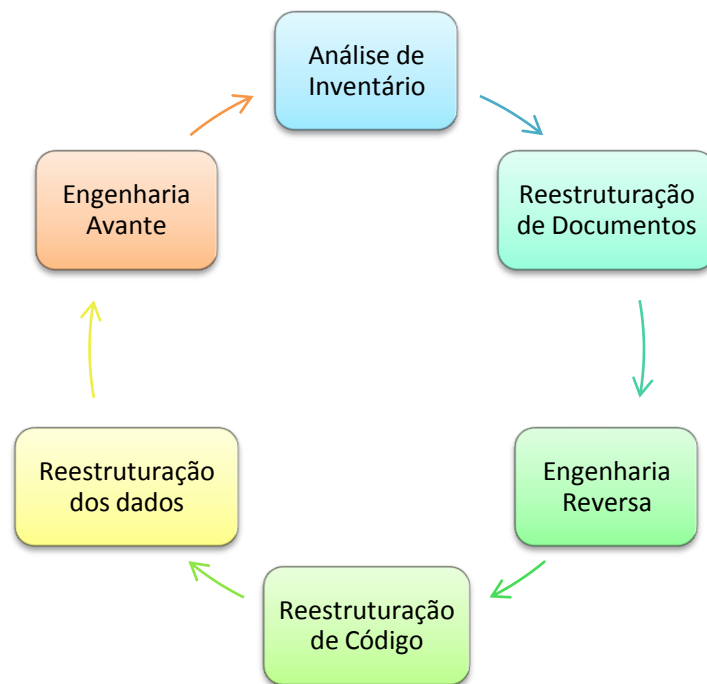 Análise de
Inventário
Reestruturação
de Documentos
Engenharia
Reversa
Reestruturação
de Código
Reestruturação
dos dados
Engenharia
Avante